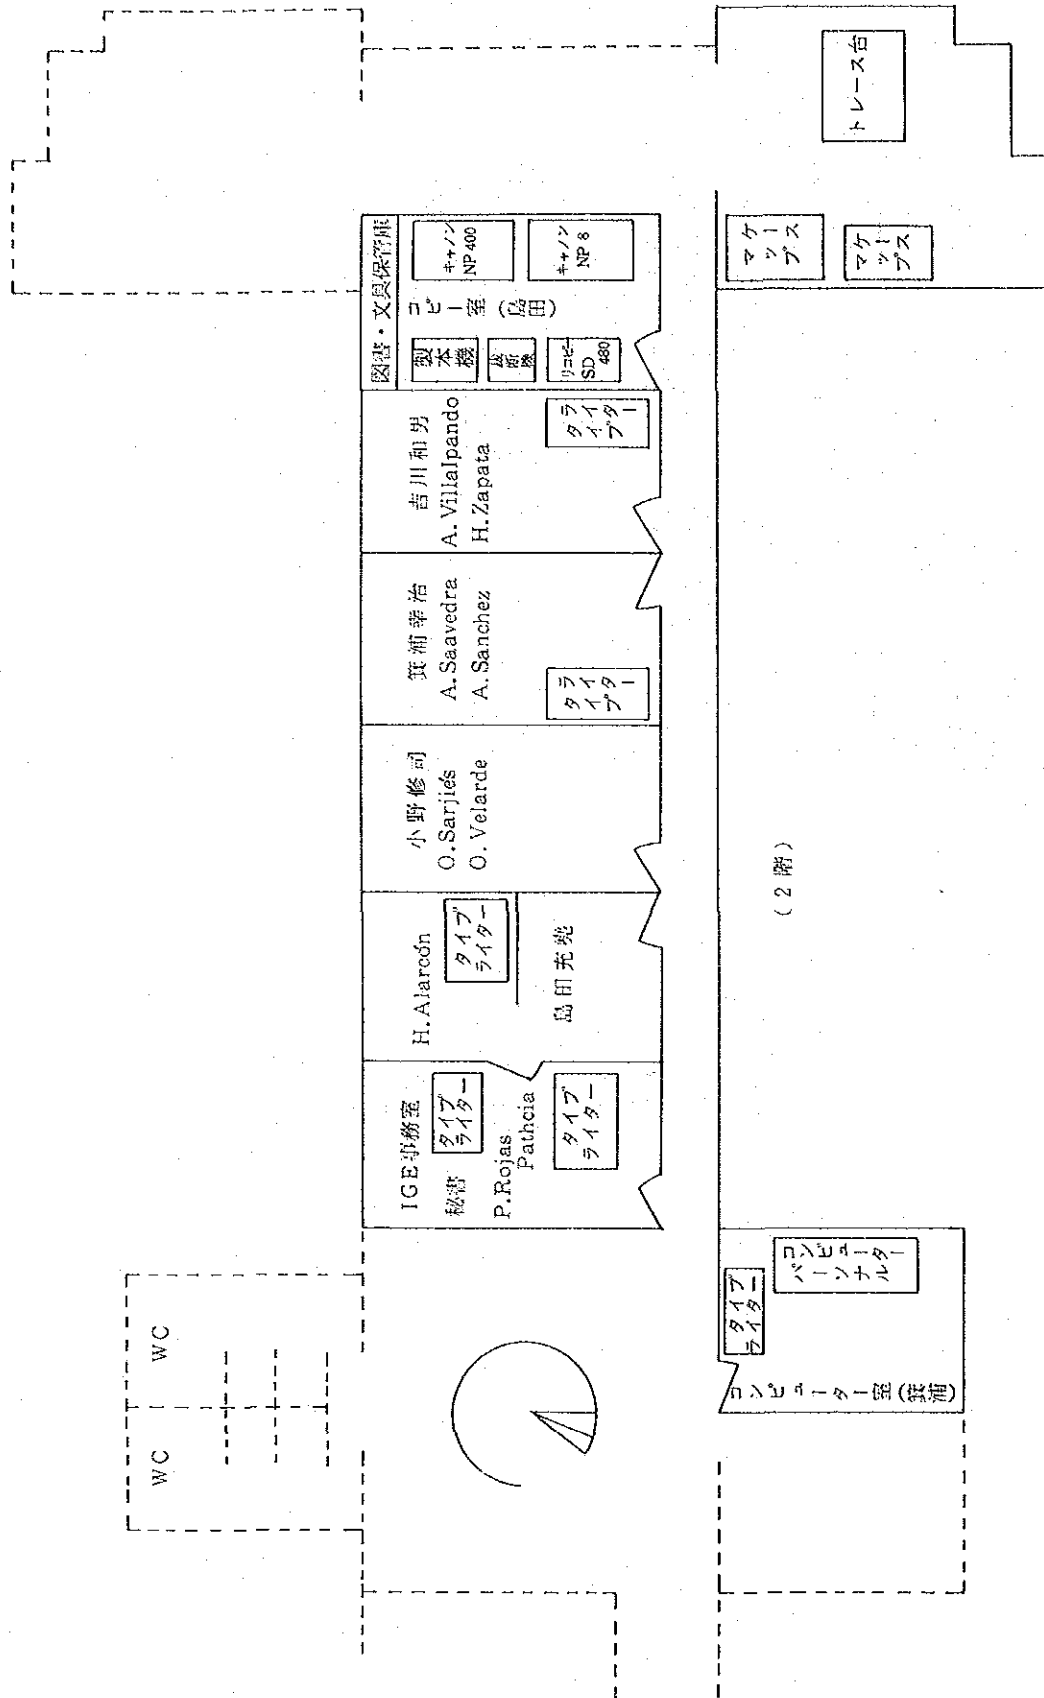 WC
WC
IGE事務室
秘書
タイプ
ライター
P.Rojas
Pathcia
タイプ
ライター
H.Alarcón
タイプ
ライター
島田充堯
小野修司
O.Sarjiés
O.Velarde
箕浦幸治
A.Saavedra
A.Sanchez
タイプ
ライター
吉川和男
A.Villalpando
H.Zapata
タイプ
ライター
図書・文具保管庫
製本機
裁断機
リコピー
SD 480
コピー室(島田)
キャノン
NP 400
キャノン
NP 8
タイプ
ライター
コンピューター
パーソナル
コンピューター室(箕浦)
(2階)
マップ
ケース
マップ
ケース
トレース台